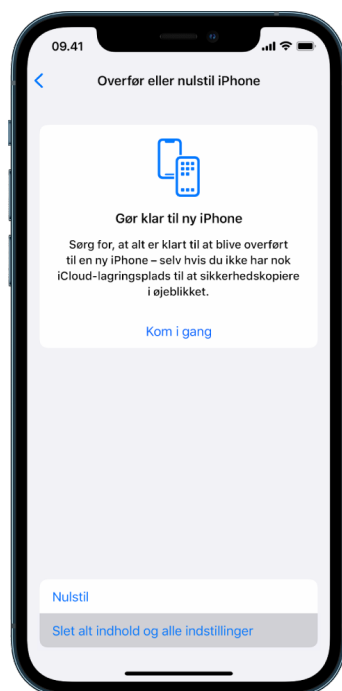 09.41
Overfør eller nulstil iPhone
Gør klar til ny iPhone
Sørg for, at alt er klart til at blive overført
til en ny iPhone – selv hvis du ikke har nok
iCloud-lagringsplads til at sikkerhedskopiere
i øjeblikket.
Kom i gang
Nulstil
Slet alt indhold og alle indstillinger